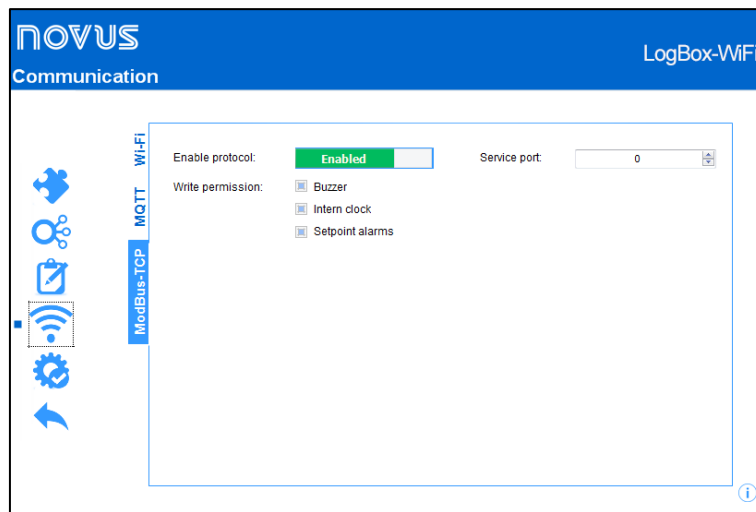 NOVUS
LogBox-WiFi
Communication
Wi-Fi
MQTT
ModBus-TCP
Enable protocol: Enabled Service port: 0
Write permission: Buzzer
Intern clock
Setpoint alarms
i